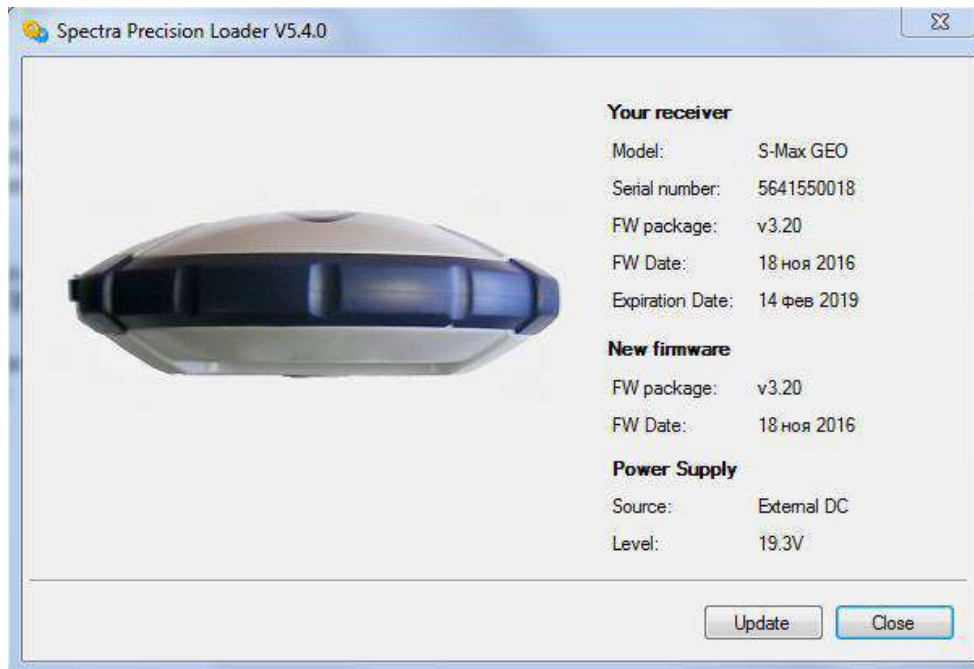 Spectra Precision Loader V5.4.0
Your receiver
Model: S-Max GEO
Serial number: 5641550018
FW package: v3.20
FW Date: 18 ноя 2016
Expiration Date: 14 фев 2019
New firmware
FW package: v3.20
FW Date: 18 ноя 2016
Power Supply
Source: External DC
Level: 19.3V
Update Close